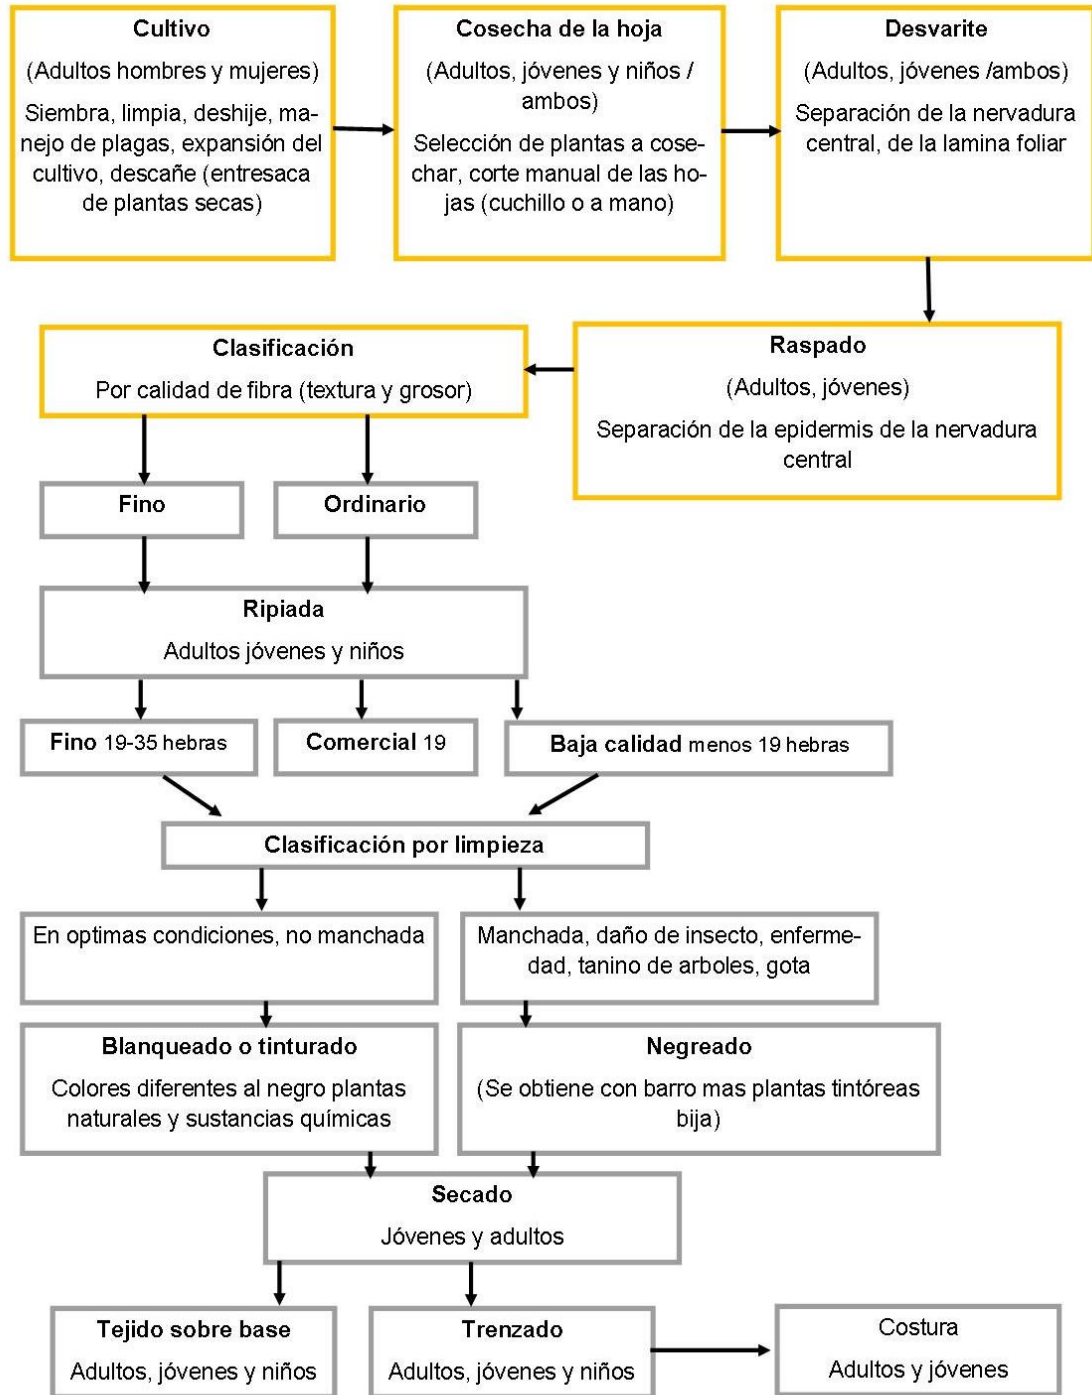 Cultivo
(Adultos hombres y mujeres)
Siembra, limpia, deshije, ma-
nejo de plagas, expansión del
cultivo, descañe (entresaca
de plantas secas)
Cosecha de la hoja
(Adultos, jóvenes y niños /
ambos)
Selección de plantas a cose-
char, corte manual de las ho-
jas (cuchillo o a mano)
Desvarite
(Adultos, jóvenes /ambos)
Separación de la nervadura
central, de la lamina foliar
Raspado
(Adultos, jóvenes)
Separación de la epidermis de la nervadura
central
Clasificación
Por calidad de fibra (textura y grosor)
Fino
Ordinario
Ripiada
Adultos jóvenes y niños
Fino 19-35 hebras
Comercial 19
Baja calidad menos 19 hebras
Clasificación por limpieza
En optimas condiciones, no manchada
Manchada, daño de insecto, enferme-
dad, tanino de arboles, gota
Blanqueado o tinturado
Colores diferentes al negro plantas
naturales y sustancias químicas
Negreado
(Se obtiene con barro mas plantas tintóreas
bija)
Secado
Jóvenes y adultos
Tejido sobre base
Adultos, jóvenes y niños
Trenzado
Adultos, jóvenes y niños
Costura
Adultos y jóvenes